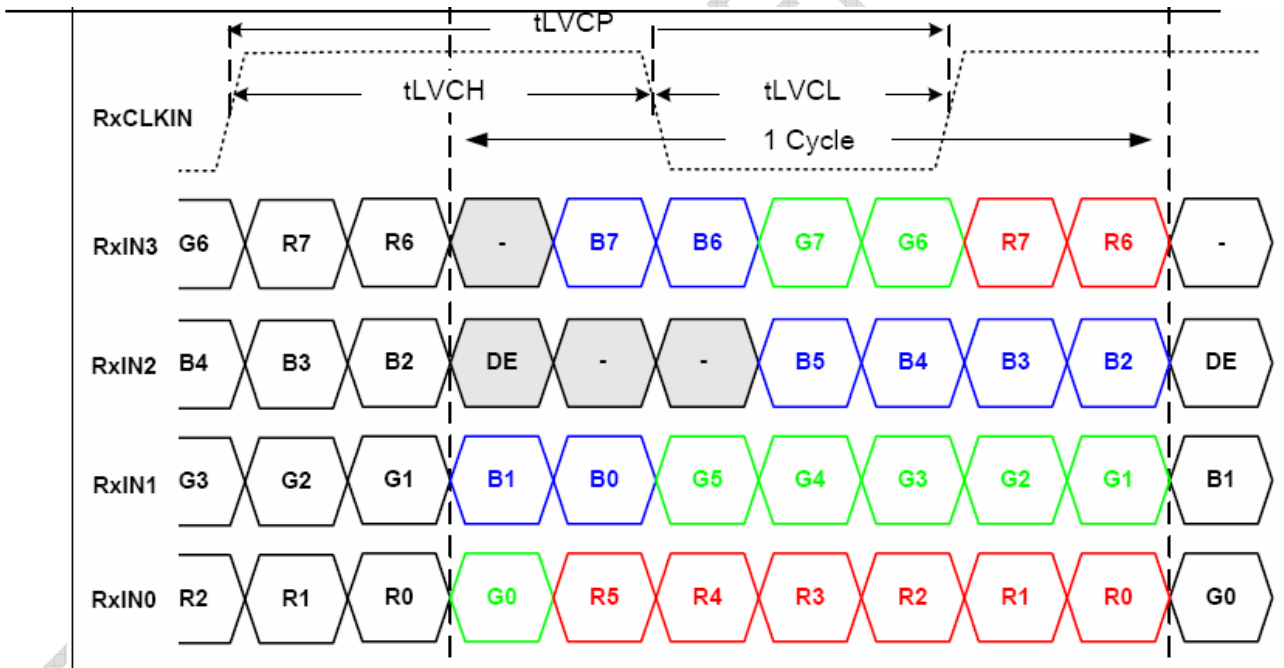 tLVCP
tLVCH tLVCL
RxCLKIN
1 Cycle
RxIN3 G6 R7 R6 - B7 B6 G7 G6 R7 R6 -
RxIN2 B4 B3 B2 DE - - B5 B4 B3 B2 DE
RxIN1 G3 G2 G1 B1 B0 G5 G4 G3 G2 G1 B1
RxIN0 R2 R1 R0 G0 R5 R4 R3 R2 R1 R0 G0